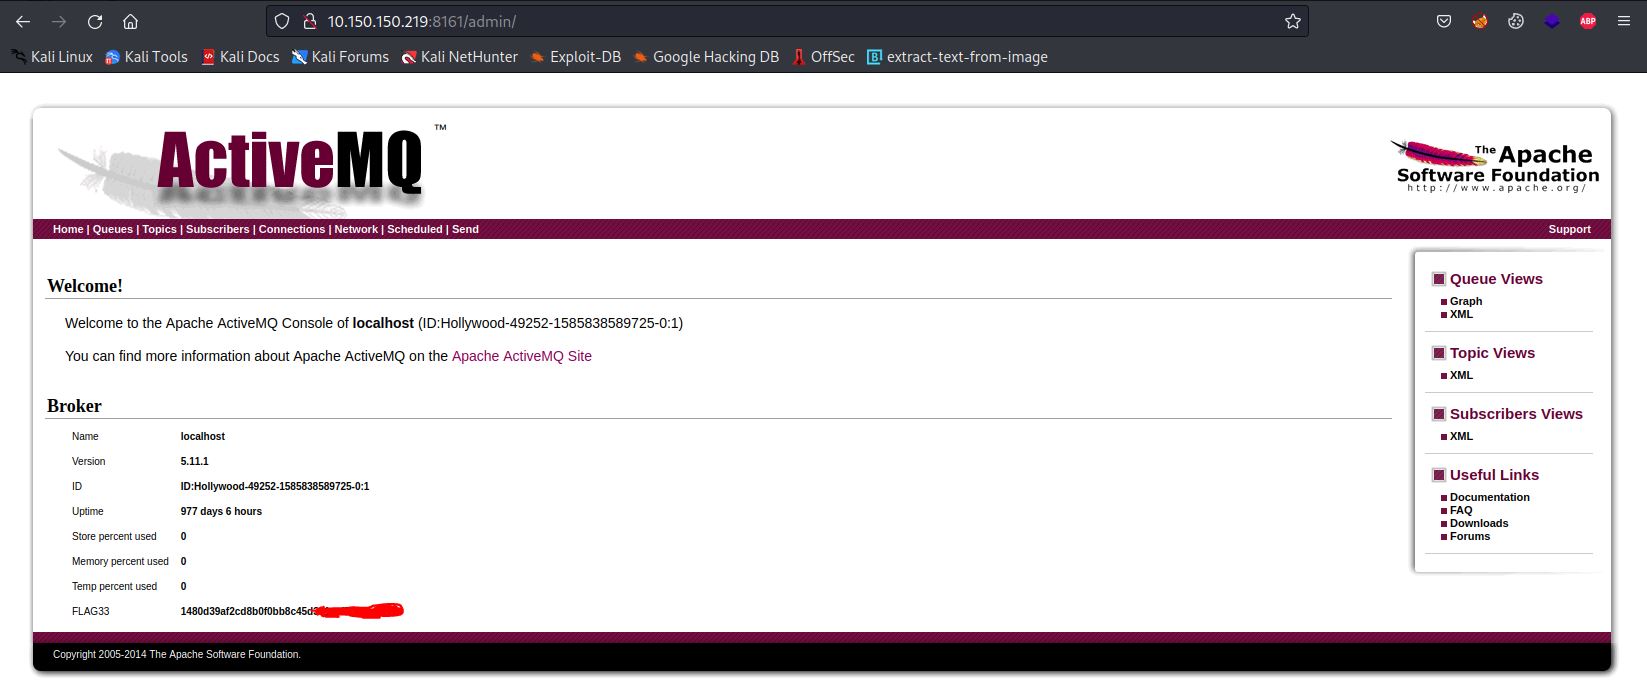 10.150.150.219:8161/admin/
ABP
Kali Linux Kali Tools Kali Docs Kali Forums Kali NetHunter Exploit-DB Google Hacking DB OffSec extract-text-from-image
ActiveMQ ™
The Apache
Software Foundation
http://www.apache.org/
Home | Queues | Topics | Subscribers | Connections | Network | Scheduled | Send Support
Welcome!
Welcome to the Apache ActiveMQ Console of localhost (ID:Hollywood-49252-1585838589725-0:1)
You can find more information about Apache ActiveMQ on the Apache ActiveMQ Site
Broker
Name localhost
Version 5.11.1
ID ID:Hollywood-49252-1585838589725-0:1
Uptime 977 days 6 hours
Store percent used 0
Memory percent used 0
Temp percent used 0
FLAG33 1480d39af2cd8b0f0bb8c45d
Queue Views
Graph
XML
Topic Views
XML
Subscribers Views
XML
Useful Links
Documentation
FAQ
Downloads
Forums
Copyright 2005-2014 The Apache Software Foundation.